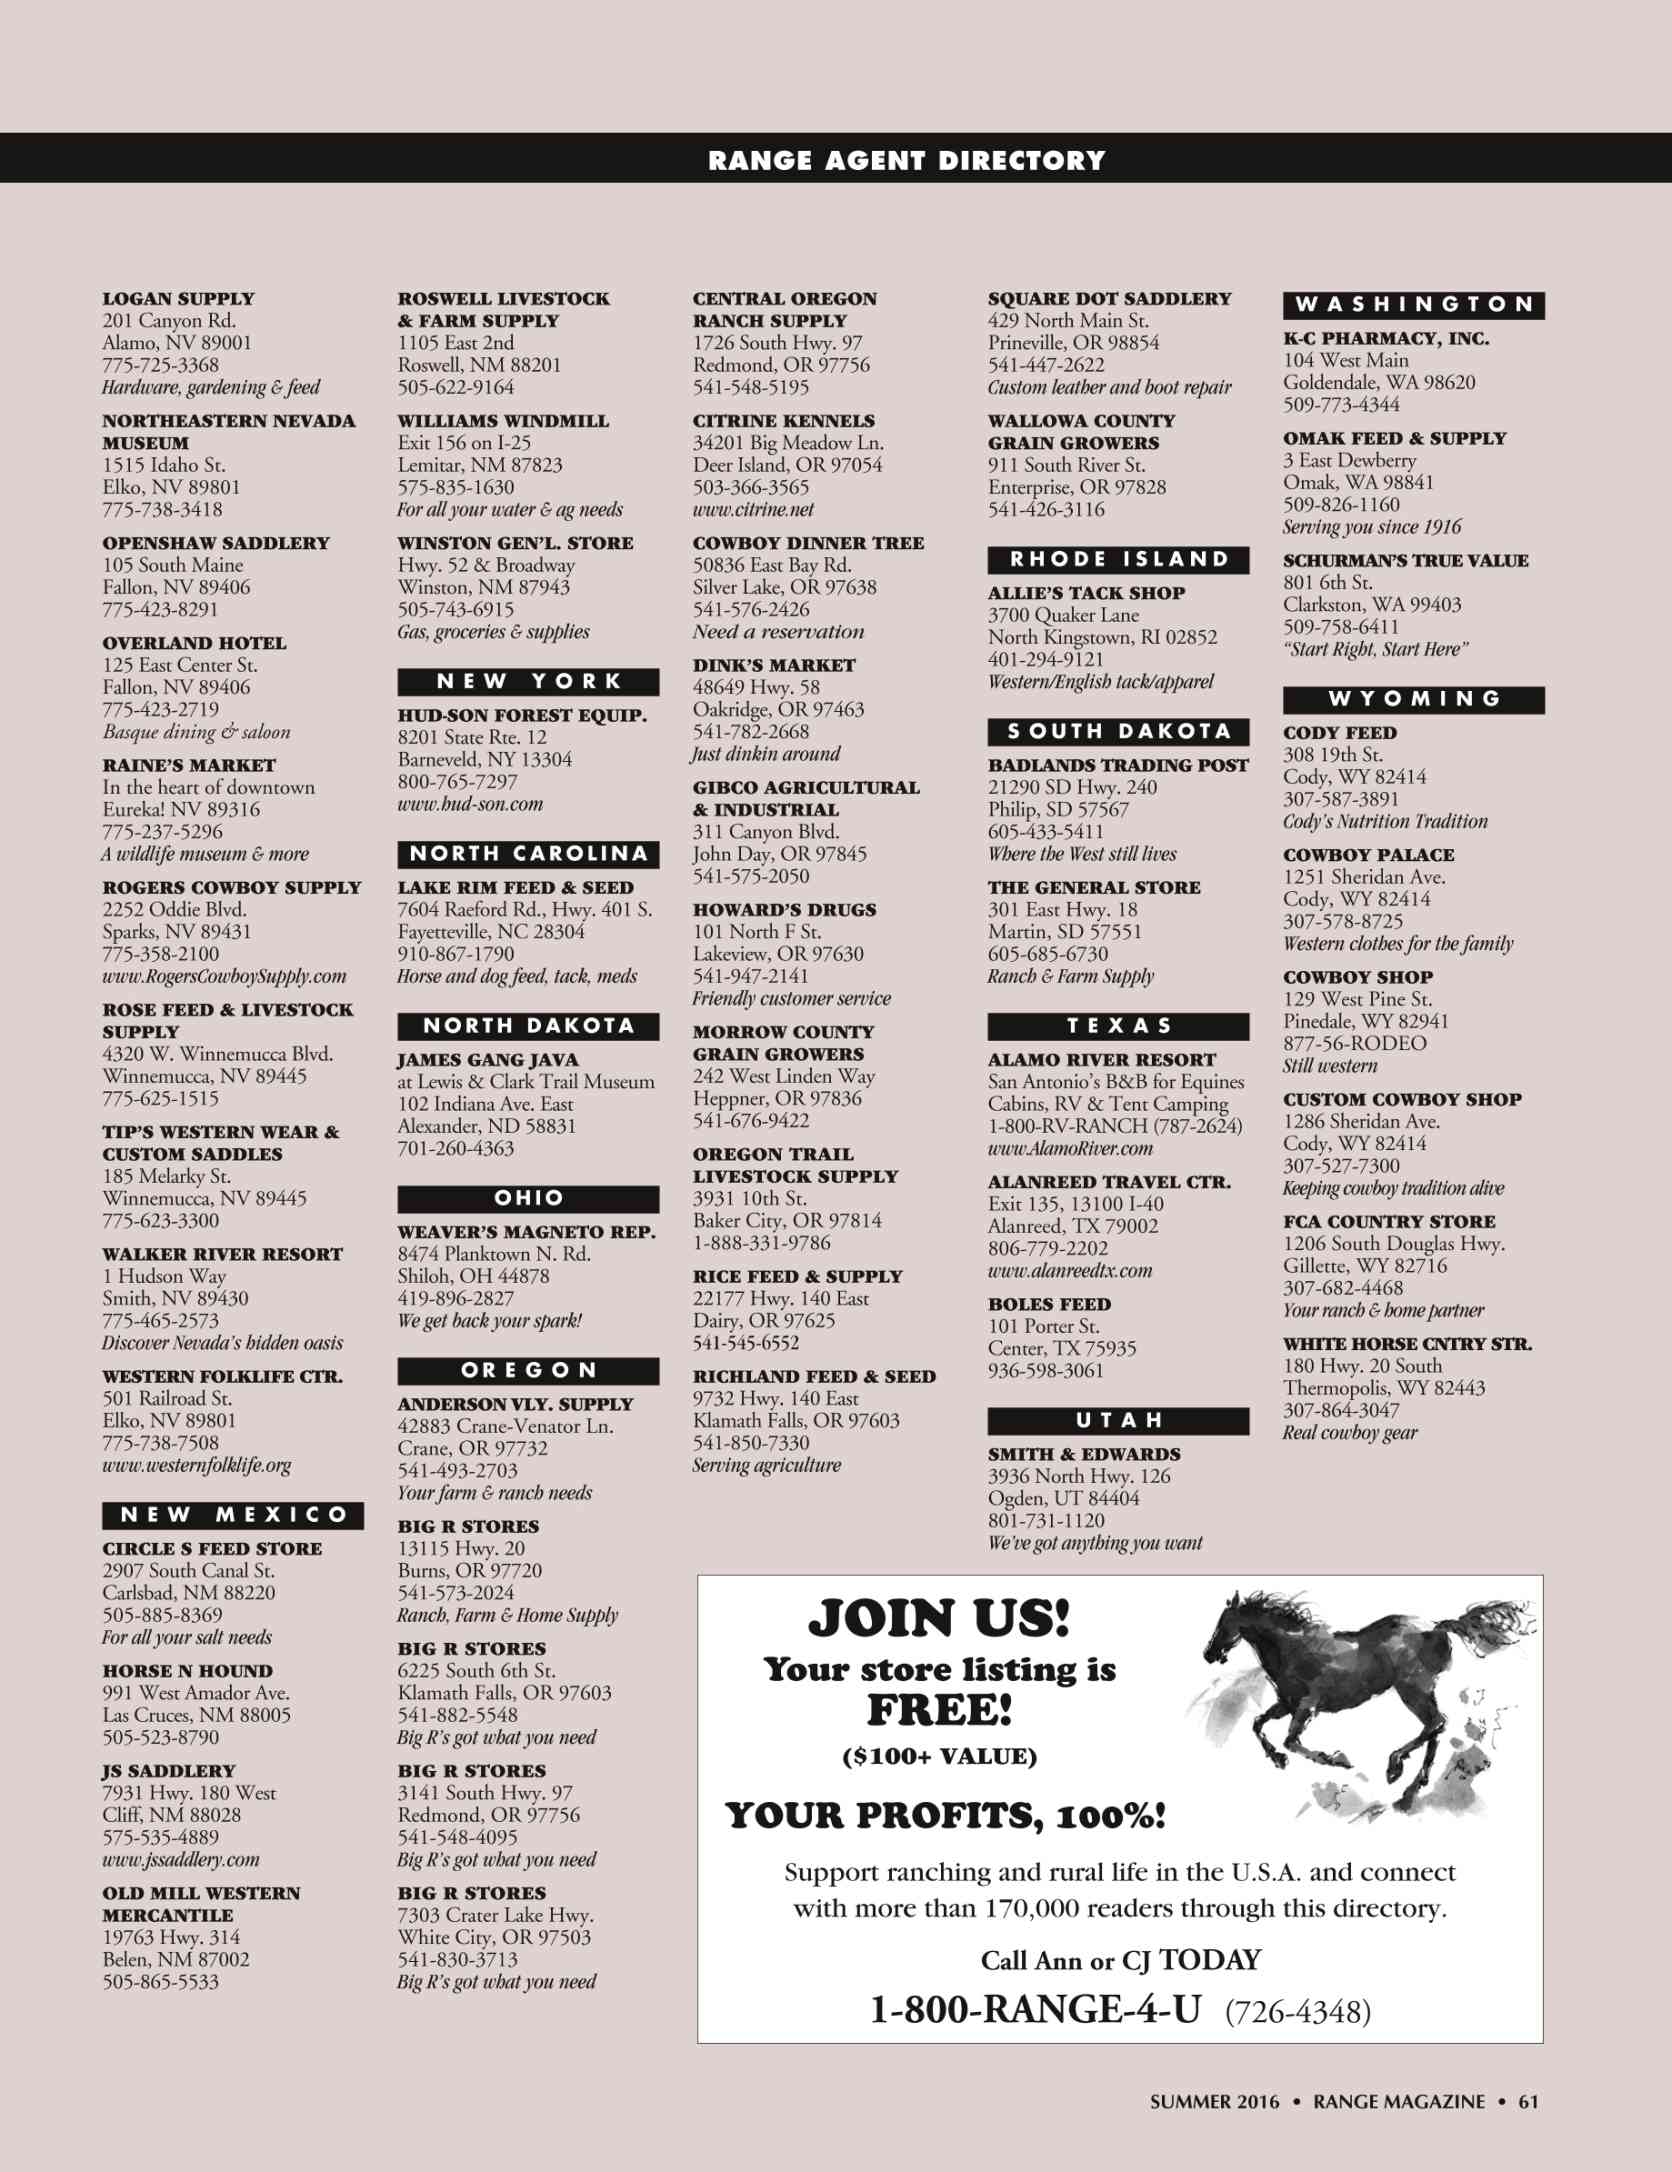 RANGE AGENT DIRECTORY
LOGAN SUPPLY
201 Canyon Rd.
Alamo, NV 89001
775-725-3368
Hardware, gardening & feed
NORTHEASTERN NEVADA
MUSEUM
1515 Idaho St.
Elko, NV 89801
775-738-3418
OPENSHAW SADDLERY
105 South Maine
Fallon, NV 89406
775-423-8291
OVERLAND HOTEL
125 East Center St.
Fallon, NV 89406
775-423-2719
Basque dining & saloon
RAINE'S MARKET
In the heart of downtown
Eureka! NV 89316
775-237-5296
A wildlife museum & more
ROGERS COWBOY SUPPLY
2252 Oddie Blvd.
Sparks, NV 89431
775-358-2100
www.RogersCowboySupply.com
ROSE FEED & LIVESTOCK
SUPPLY
4320 W. Winnemucca Blvd.
Winnemucca, NV 89445
775-625-1515
TIP'S WESTERN WEAR &
CUSTOM SADDLES
185 Melarky St.
Winnemucca, NV 89445
775-623-3300
WALKER RIVER RESORT
1 Hudson Way
Smith, NV 89430
775-465-2573
Discover Nevada's hidden oasis
WESTERN FOLKLIFE CTR.
501 Railroad St.
Elko, NV 89801
775-738-7508
www.westernfolklife.org
NEW MEXICO
CIRCLE S FEED STORE
2907 South Canal St.
Carlsbad, NM 88220
505-885-8369
For all your salt needs
HORSE N HOUND
991 West Amador Ave.
Las Cruces, NM 88005
505-523-8790
JS SADDLERY
7931 Hwy. 180 West
Cliff, NM 88028
575-535-4889
www.jssaddlery.com
OLD MILL WESTERN
MERCANTILE
19763 Hwy. 314
Belen, NM 87002
505-865-5533
ROSWELL LIVESTOCK
& FARM SUPPLY
1105 East 2nd
Roswell, NM 88201
505-622-9164
WILLIAMS WINDMILL
Exit 156 on I-25
Lemitar, NM 87823
575-835-1630
For all your water & ag needs
WINSTON GEN'L. STORE
Hwy. 52 & Broadway
Winston, NM 87943
505-743-6915
Gas, groceries & supplies
NEW YORK
HUD-SON FOREST EQUIP.
8201 State Rte. 12
Barneveld, NY 13304
800-765-7297
www.hud-son.com
NORTH CAROLINA
LAKE RIM FEED & SEED
7604 Raeford Rd., Hwy. 401 S.
Fayetteville, NC 28304
910-867-1790
Horse and dog feed, tack, meds
NORTH DAKOTA
JAMES GANG JAVA
at Lewis & Clark Trail Museum
102 Indiana Ave. East
Alexander, ND 58831
701-260-4363
OHIO
WEAVER'S MAGNETO REP.
8474 Planktown N. Rd.
Shiloh, OH 44878
419-896-2827
We get back your spark!
OREGON
ANDERSON VLY. SUPPLY
42883 Crane-Venator Ln.
Crane, OR 97732
541-493-2703
Your farm & ranch needs
BIG R STORES
13115 Hwy. 20
Burns, OR 97720
541-573-2024
Ranch, Farm & Home Supply
BIG R STORES
6225 South 6th St.
Klamath Falls, OR 97603
541-882-5548
Big R's got what you need
BIG R STORES
3141 South Hwy. 97
Redmond, OR 97756
541-548-4095
Big R's got what you need
BIG R STORES
7303 Crater Lake Hwy.
White City, OR 97503
541-830-3713
Big R's got what you need
CENTRAL OREGON
RANCH SUPPLY
1726 South Hwy. 97
Redmond, OR 97756
541-548-5195
CITRINE KENNELS
34201 Big Meadow Ln.
Deer Island, OR 97054
503-366-3565
www.citrine.net
COWBOY DINNER TREE
50836 East Bay Rd.
Silver Lake, OR 97638
541-576-2426
Need a reservation
DINK'S MARKET
48649 Hwy. 58
Oakridge, OR 97463
541-782-2668
Just dinkin around
GIBCO AGRICULTURAL
& INDUSTRIAL
311 Canyon Blvd.
John Day, OR 97845
541-575-2050
HOWARD'S DRUGS
101 North F St.
Lakeview, OR 97630
541-947-2141
Friendly customer service
MORROW COUNTY
GRAIN GROWERS
242 West Linden Way
Heppner, OR 97836
541-676-9422
OREGON TRAIL
LIVESTOCK SUPPLY
3931 10th St.
Baker City, OR 97814
1-888-331-9786
RICE FEED & SUPPLY
22177 Hwy. 140 East
Dairy, OR 97625
541-545-6552
RICHLAND FEED & SEED
9732 Hwy. 140 East
Klamath Falls, OR 97603
541-850-7330
Serving agriculture
SQUARE DOT SADDLERY
429 North Main St.
Prineville, OR 98854
541-447-2622
Custom leather and boot repair
WALLOWA COUNTY
GRAIN GROWERS
911 South River St.
Enterprise, OR 97828
541-426-3116
RHODE ISLAND
ALLIE'S TACK SHOP
3700 Quaker Lane
North Kingstown, RI 02852
401-294-9121
Western/English tack/apparel
SOUTH DAKOTA
BADLANDS TRADING POST
21290 SD Hwy. 240
Philip, SD 57567
605-433-5411
Where the West still lives
THE GENERAL STORE
301 East Hwy. 18
Martin, SD 57551
605-685-6730
Ranch & Farm Supply
TEXAS
ALAMO RIVER RESORT
San Antonio's B&B for Equines
Cabins, RV & Tent Camping
1-800-RV-RANCH (787-2624)
www.AlamoRiver.com
ALANREED TRAVEL CTR.
Exit 135, 13100 I-40
Alanreed, TX 79002
806-779-2202
www.alanreedtx.com
BOLES FEED
101 Porter St.
Center, TX 75935
936-598-3061
UTAH
SMITH & EDWARDS
3936 North Hwy. 126
Ogden, UT 84404
801-731-1120
We've got anything you want
WASHINGTON
K-C PHARMACY, INC.
104 West Main
Goldendale, WA 98620
509-773-4344
OMAK FEED & SUPPLY
3 East Dewberry
Omak, WA 98841
509-826-1160
Serving you since 1916
SCHURMAN'S TRUE VALUE
801 6th St.
Clarkston, WA 99403
509-758-6411
“Start Right, Start Here”
WYOMING
CODY FEED
308 19th St.
Cody, WY 82414
307-587-3891
Cody's Nutrition Tradition
COWBOY PALACE
1251 Sheridan Ave.
Cody, WY 82414
307-578-8725
Western clothes for the family
COWBOY SHOP
129 West Pine St.
Pinedale, WY 82941
877-56-RODEO
Still western
CUSTOM COWBOY SHOP
1286 Sheridan Ave.
Cody, WY 82414
307-527-7300
Keeping cowboy tradition alive
FCA COUNTRY STORE
1206 South Douglas Hwy.
Gillette, WY 82716
307-682-4468
Your ranch & home partner
WHITE HORSE CNTRY STR.
180 Hwy. 20 South
Thermopolis, WY 82443
307-864-3047
Real cowboy gear
JOIN US!
Your store listing is
FREE!
($100+ VALUE)
YOUR PROFITS, 100%!
Support ranching and rural life in the U.S.A. and connect
with more than 170,000 readers through this directory.
Call Ann or CJ TODAY
1-800-RANGE-4-U (726-4348)
SUMMER 2016 • RANGE MAGAZINE • 61